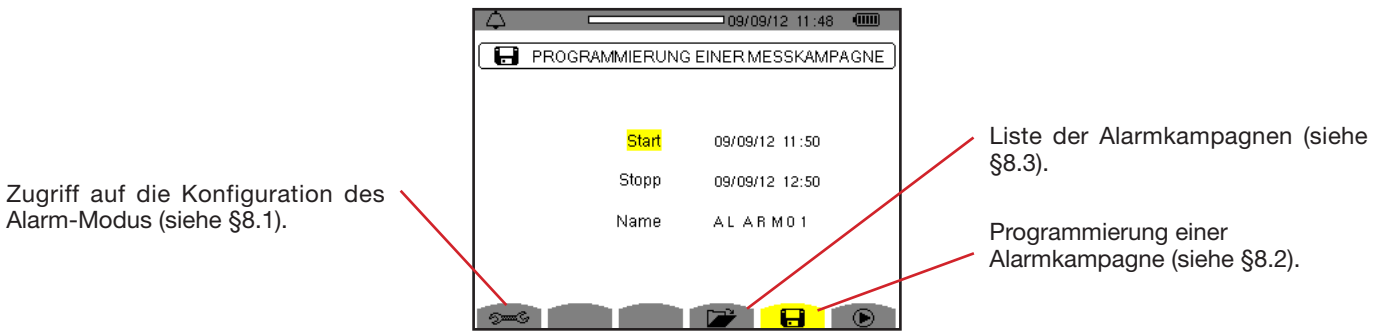 09/09/12 11:48
PROGRAMMIERUNG EINER MESSKAMPAGNE
Start 09/09/12 11:50
Stopp 09/09/12 12:50
Name ALARM01
Zugriff auf die Konfiguration des
Alarm-Modus (siehe §8.1).
Liste der Alarmkampagnen (siehe
§8.3).
Programmierung einer
Alarmkampagne (siehe §8.2).